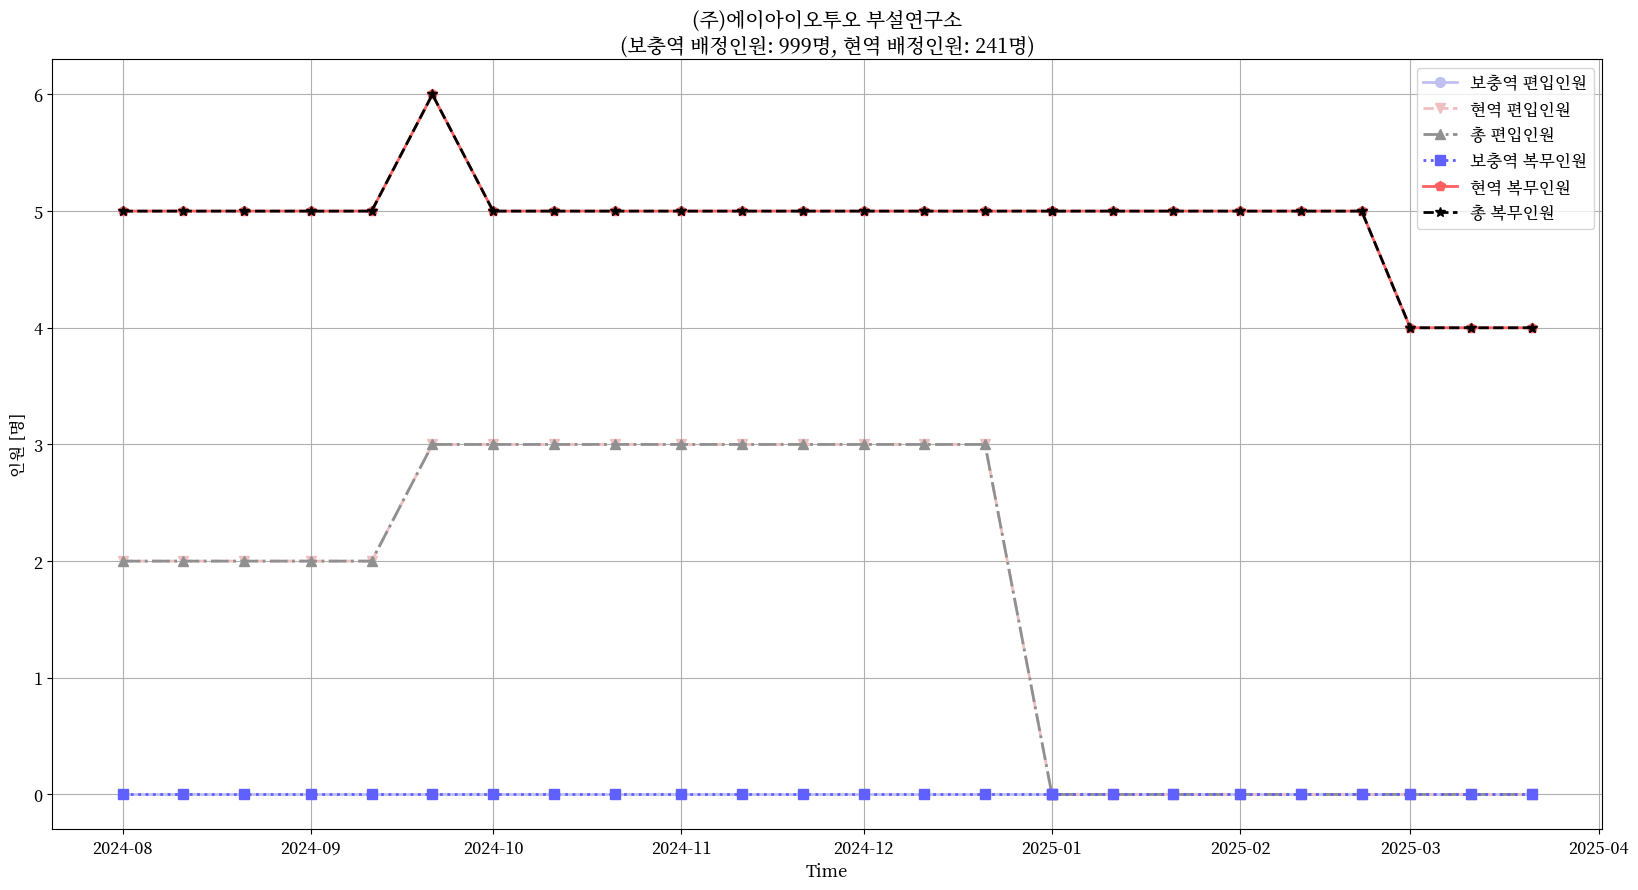 (주)에이아이오투오 부설연구소
(보충역 배정인원: 999명, 현역 배정인원: 241명)
보충역 편입인원
현역 편입인원
총 편입인원
보충역 복무인원
현역 복무인원
총 복무인원
인원 [명]
6
5
4
3
2
1
0
2024-08 2024-09 2024-10 2024-11 2024-12 2025-01 2025-02 2025-03 2025-04
Time